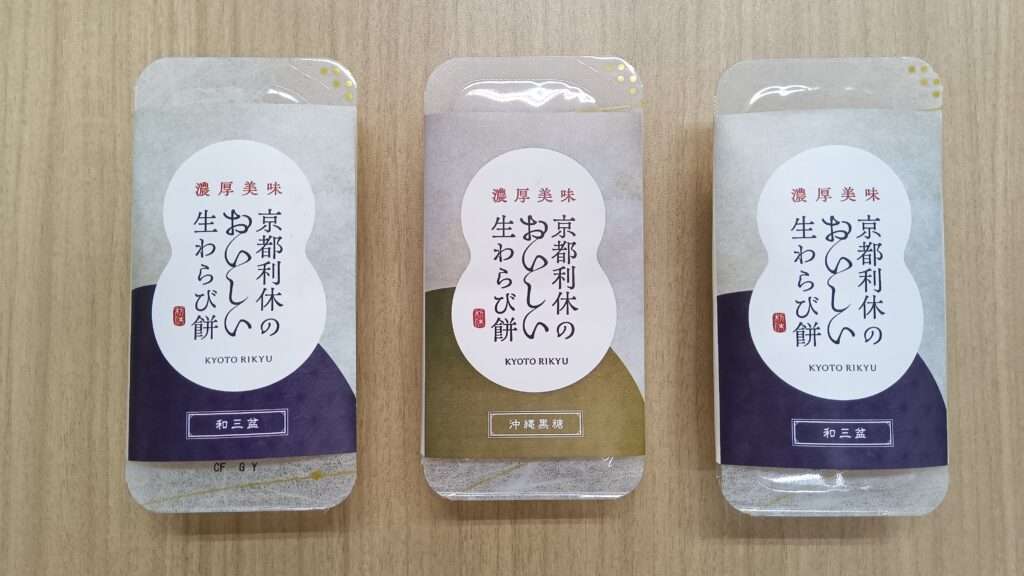 濃厚美味
京都利休の
おいしい
生わらび餅
KYOTO RIKYU
和三盆
CF G Y
濃厚美味
京都利休の
おいしい
生わらび餅
KYOTO RIKYU
沖縄黒糖
濃厚美味
京都利休の
おいしい
生わらび餅
KYOTO RIKYU
和三盆